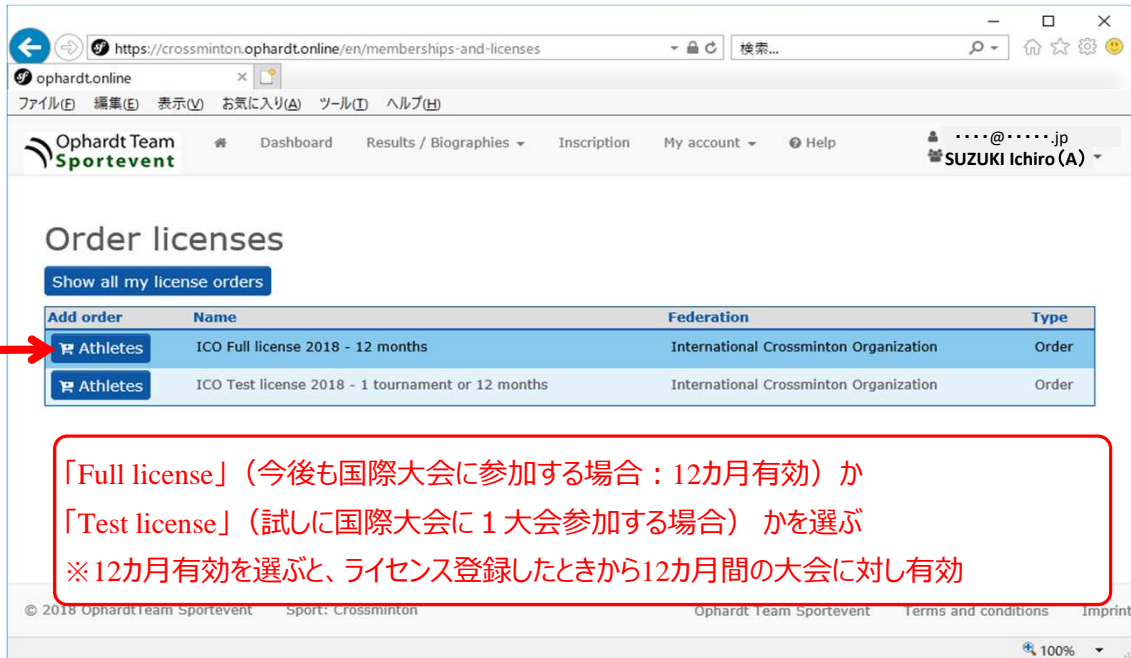 https://crossminton.ophardt.online/en/memberships-and-licenses
検索...
ophardt.online
ファイル(F) 編集(E) 表示(V) お気に入り(A) ツール(T) ヘルプ(H)
Ophardt Team
Sportevent
Dashboard Results / Biographies Inscription My account Help
････@･････.jp
SUZUKI Ichiro（A）
Order licenses
Show all my license orders
Add order Name Federation Type
Athletes ICO Full license 2018 - 12 months International Crossminton Organization Order
Athletes ICO Test license 2018 - 1 tournament or 12 months International Crossminton Organization Order
「Full license」（今後も国際大会に参加する場合：12カ月有効）か
「Test license」（試しに国際大会に１大会参加する場合） かを選ぶ
※12カ月有効を選ぶと、ライセンス登録したときから12カ月間の大会に対し有効
© 2018 OphardtTeam Sportevent Sport: Crossminton Ophardt Team Sportevent Terms and conditions Imprint
100%